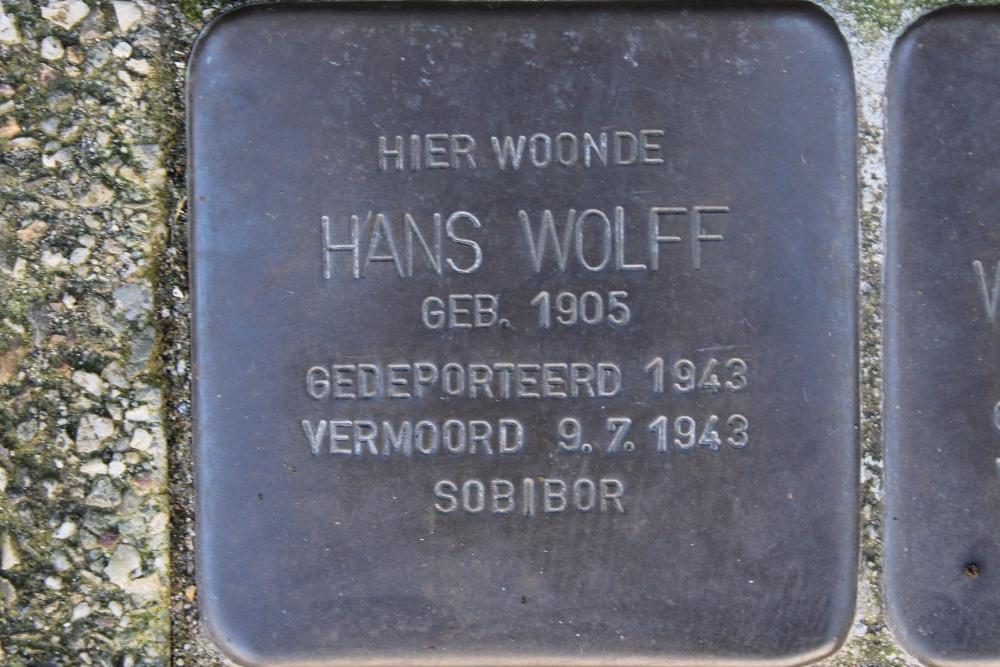 HIER WOONDE
HANS WOLFF
GEB. 1905
GEDEPORTEERD 1943
VERMOORD 9.7.1943
SOBIBOR